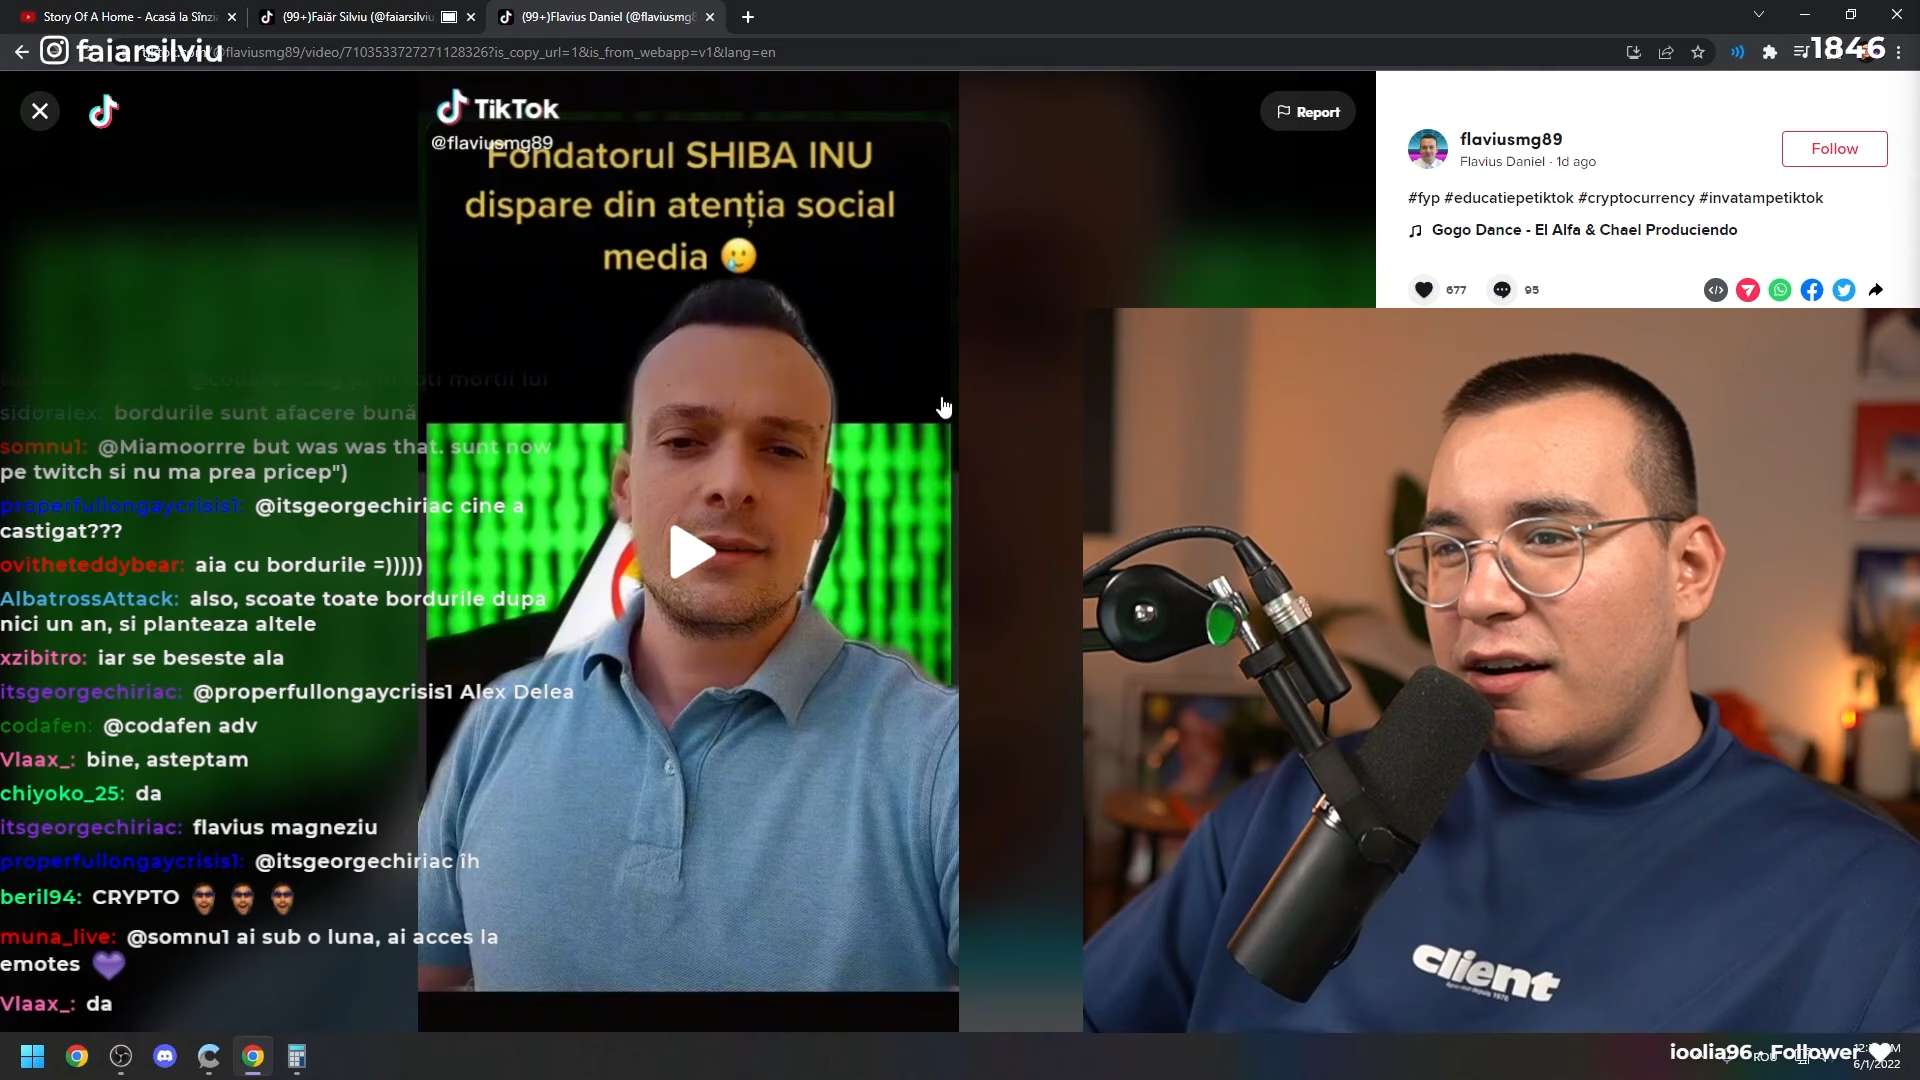 Story Of A Home - Acasă la Sînzi
(99+)Faiăr Silviu (@faiarsilviu
(99+)Flavius Daniel (@flaviusmg8
faiarsilviu
@flaviusmg89/video/7103533727271128326?is_copy_url=1&is_from_webapp=v1&lang=en
1846
TikTok
@flaviusmg89
Fondatorul SHIBA INU
dispare din atenția social
media 🥲
Report
flaviusmg89
Flavius Daniel · 1d ago
Follow
#fyp #educatiepetiktok #cryptocurrency #invatampetiktok
Gogo Dance - El Alfa & Chael Produciendo
677
95
sidoralex: bordurile sunt afacere bună
somnu1: @Miamoorrre but was was that. sunt now
pe twitch si nu ma prea pricep")
properfullongaycrisis1: @itsgeorgechiriac cine a
castigat???
ovitheteddybear: aia cu bordurile =)))))
AlbatrossAttack: also, scoate toate bordurile dupa
nici un an, si planteaza altele
xzibitro: iar se beseste ala
itsgeorgechiriac: @properfullongaycrisis1 Alex Delea
codafen: @codafen adv
Vlaax_: bine, asteptam
chiyoko_25: da
itsgeorgechiriac: flavius magneziu
properfullongaycrisis1: @itsgeorgechiriac îh
beril94: CRYPTO
muna_live: @somnu1 ai sub o luna, ai acces la
emotes 💜
Vlaax_: da
client
ioolia96 - Follower
ROU
6/1/2022